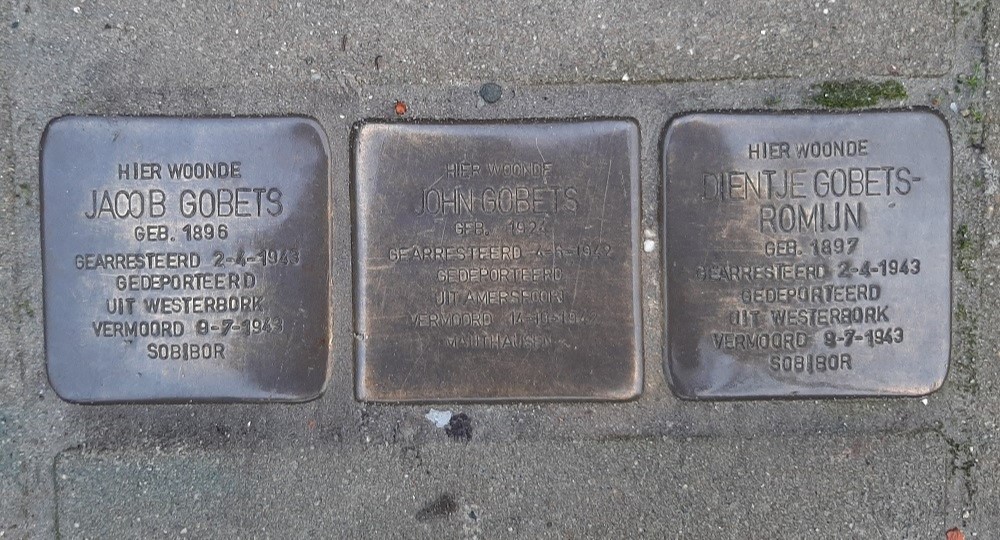 HIER WOONDE
JACOB GOBETS
GEB. 1896
GEARRESTEERD 2-4-1943
GEDEPORTEERD
UIT WESTERBORK
VERMOORD 9-7-1943
SOBIBOR
HIER WOONDE
JOHN GOBETS
GEB.
GEARRESTEERD
GEDEPORTEERD
UIT AMERSFOORT
VERMOORD
MAUTHAUSEN
HIER WOONDE
DIENTJE GOBETS-
ROMIJN
GEB. 1897
GEARRESTEERD 2-4-1943
GEDEPORTEERD
UIT WESTERBORK
VERMOORD 9-7-1943
SOBIBOR